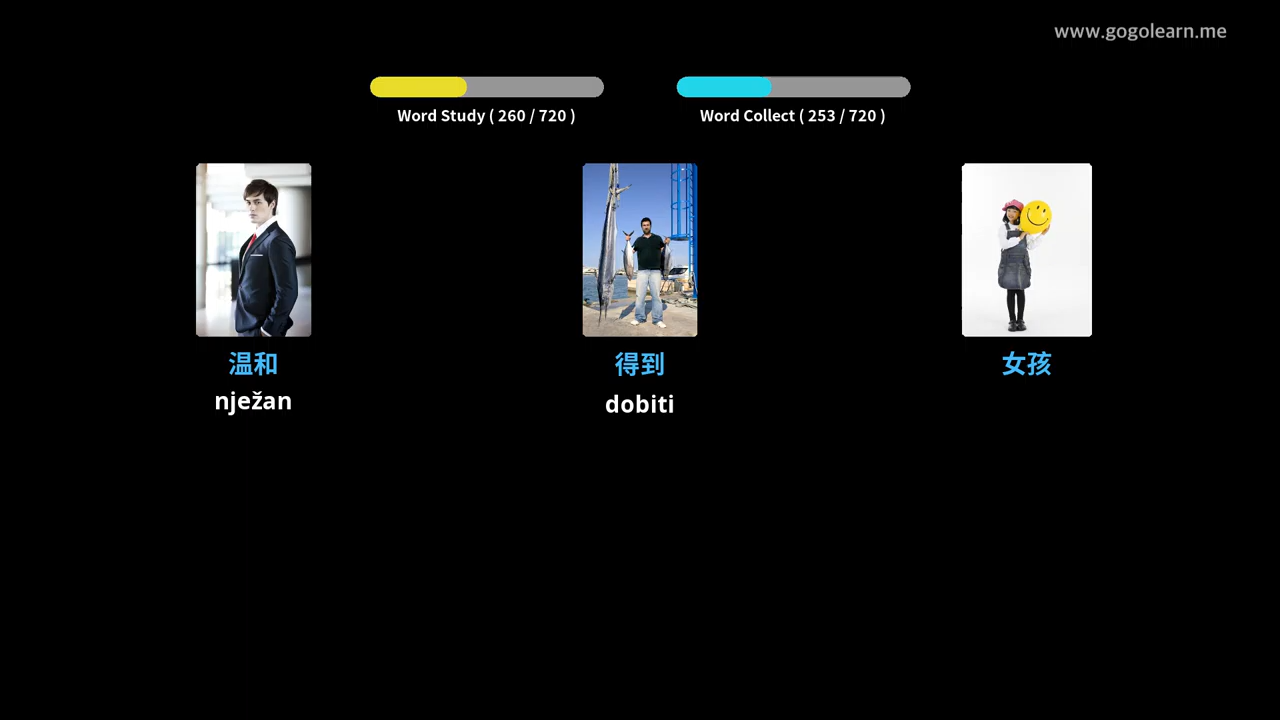 www.gogolearn.me
Word Study ( 260 / 720 )
Word Collect ( 253 / 720 )
温和
得到
女孩
nježan
dobiti